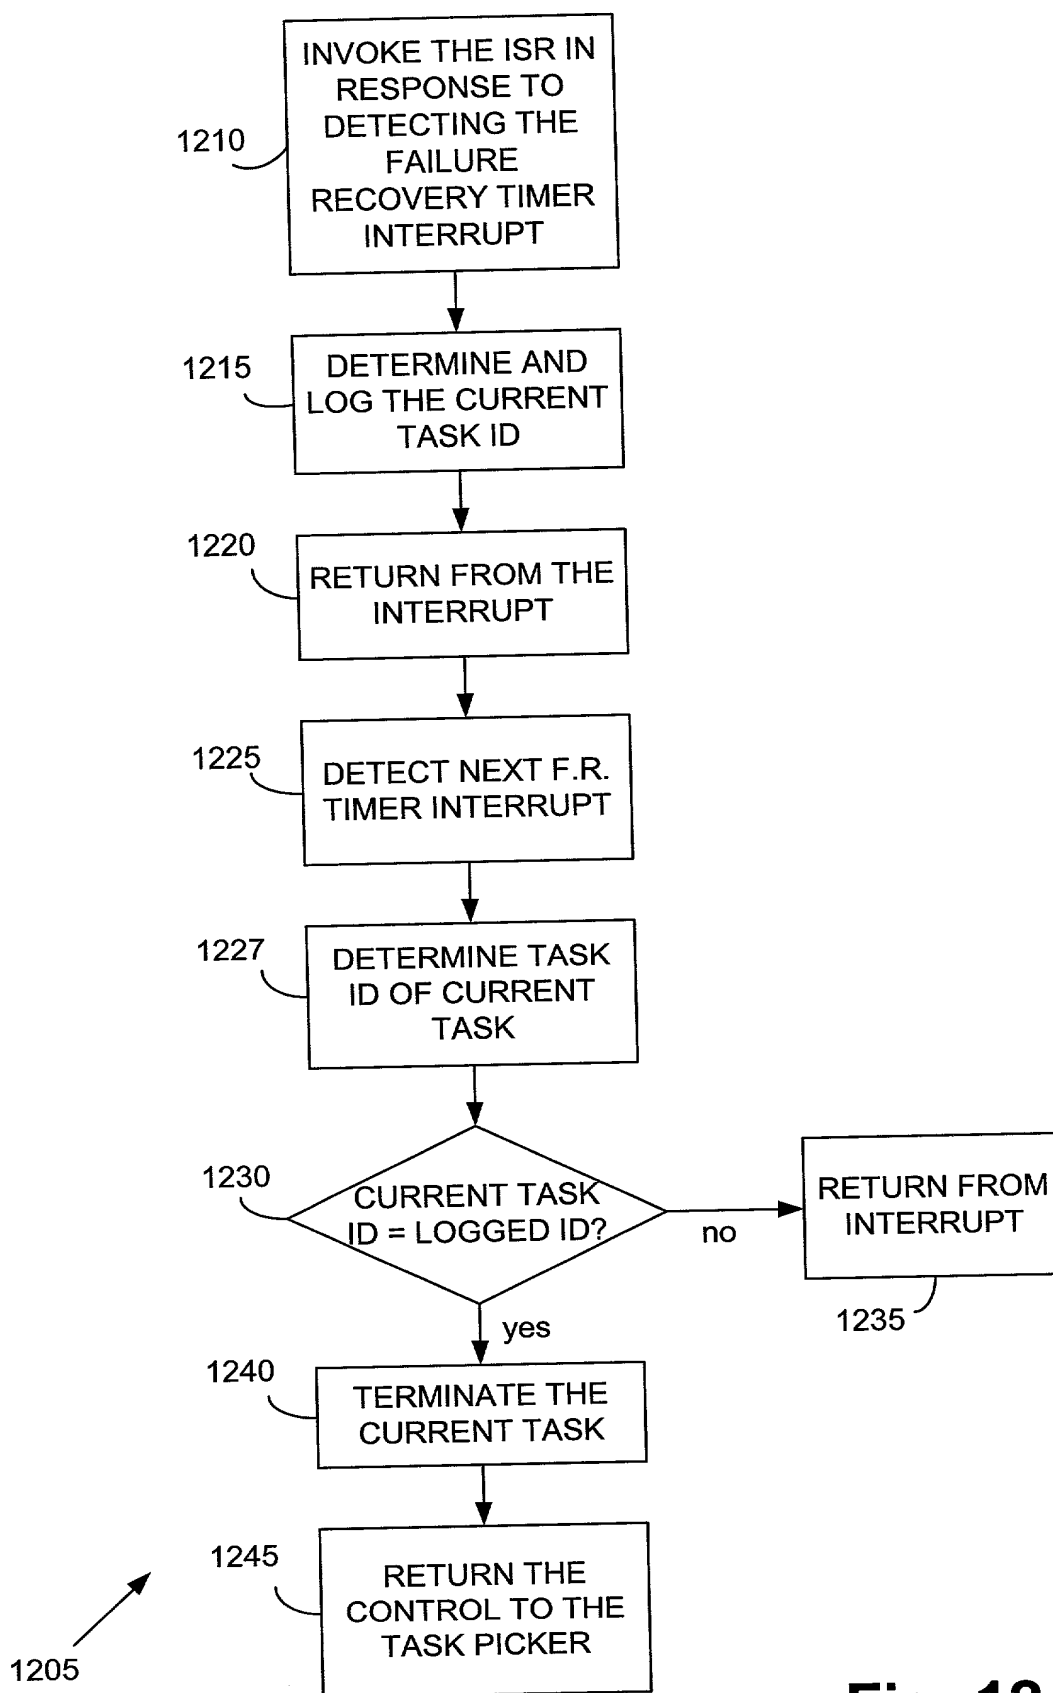 INVOKE THE ISR IN
RESPONSE TO
DETECTING THE
FAILURE
RECOVERY TIMER
INTERRUPT
1210
DETERMINE AND
LOG THE CURRENT
TASK ID
1215
RETURN FROM THE
INTERRUPT
1220
DETECT NEXT F.R.
TIMER INTERRUPT
1225
DETERMINE TASK
ID OF CURRENT
TASK
1227
CURRENT TASK
ID = LOGGED ID?
1230
no
RETURN FROM
INTERRUPT
1235
yes
TERMINATE THE
CURRENT TASK
1240
RETURN THE
CONTROL TO THE
TASK PICKER
1245
1205